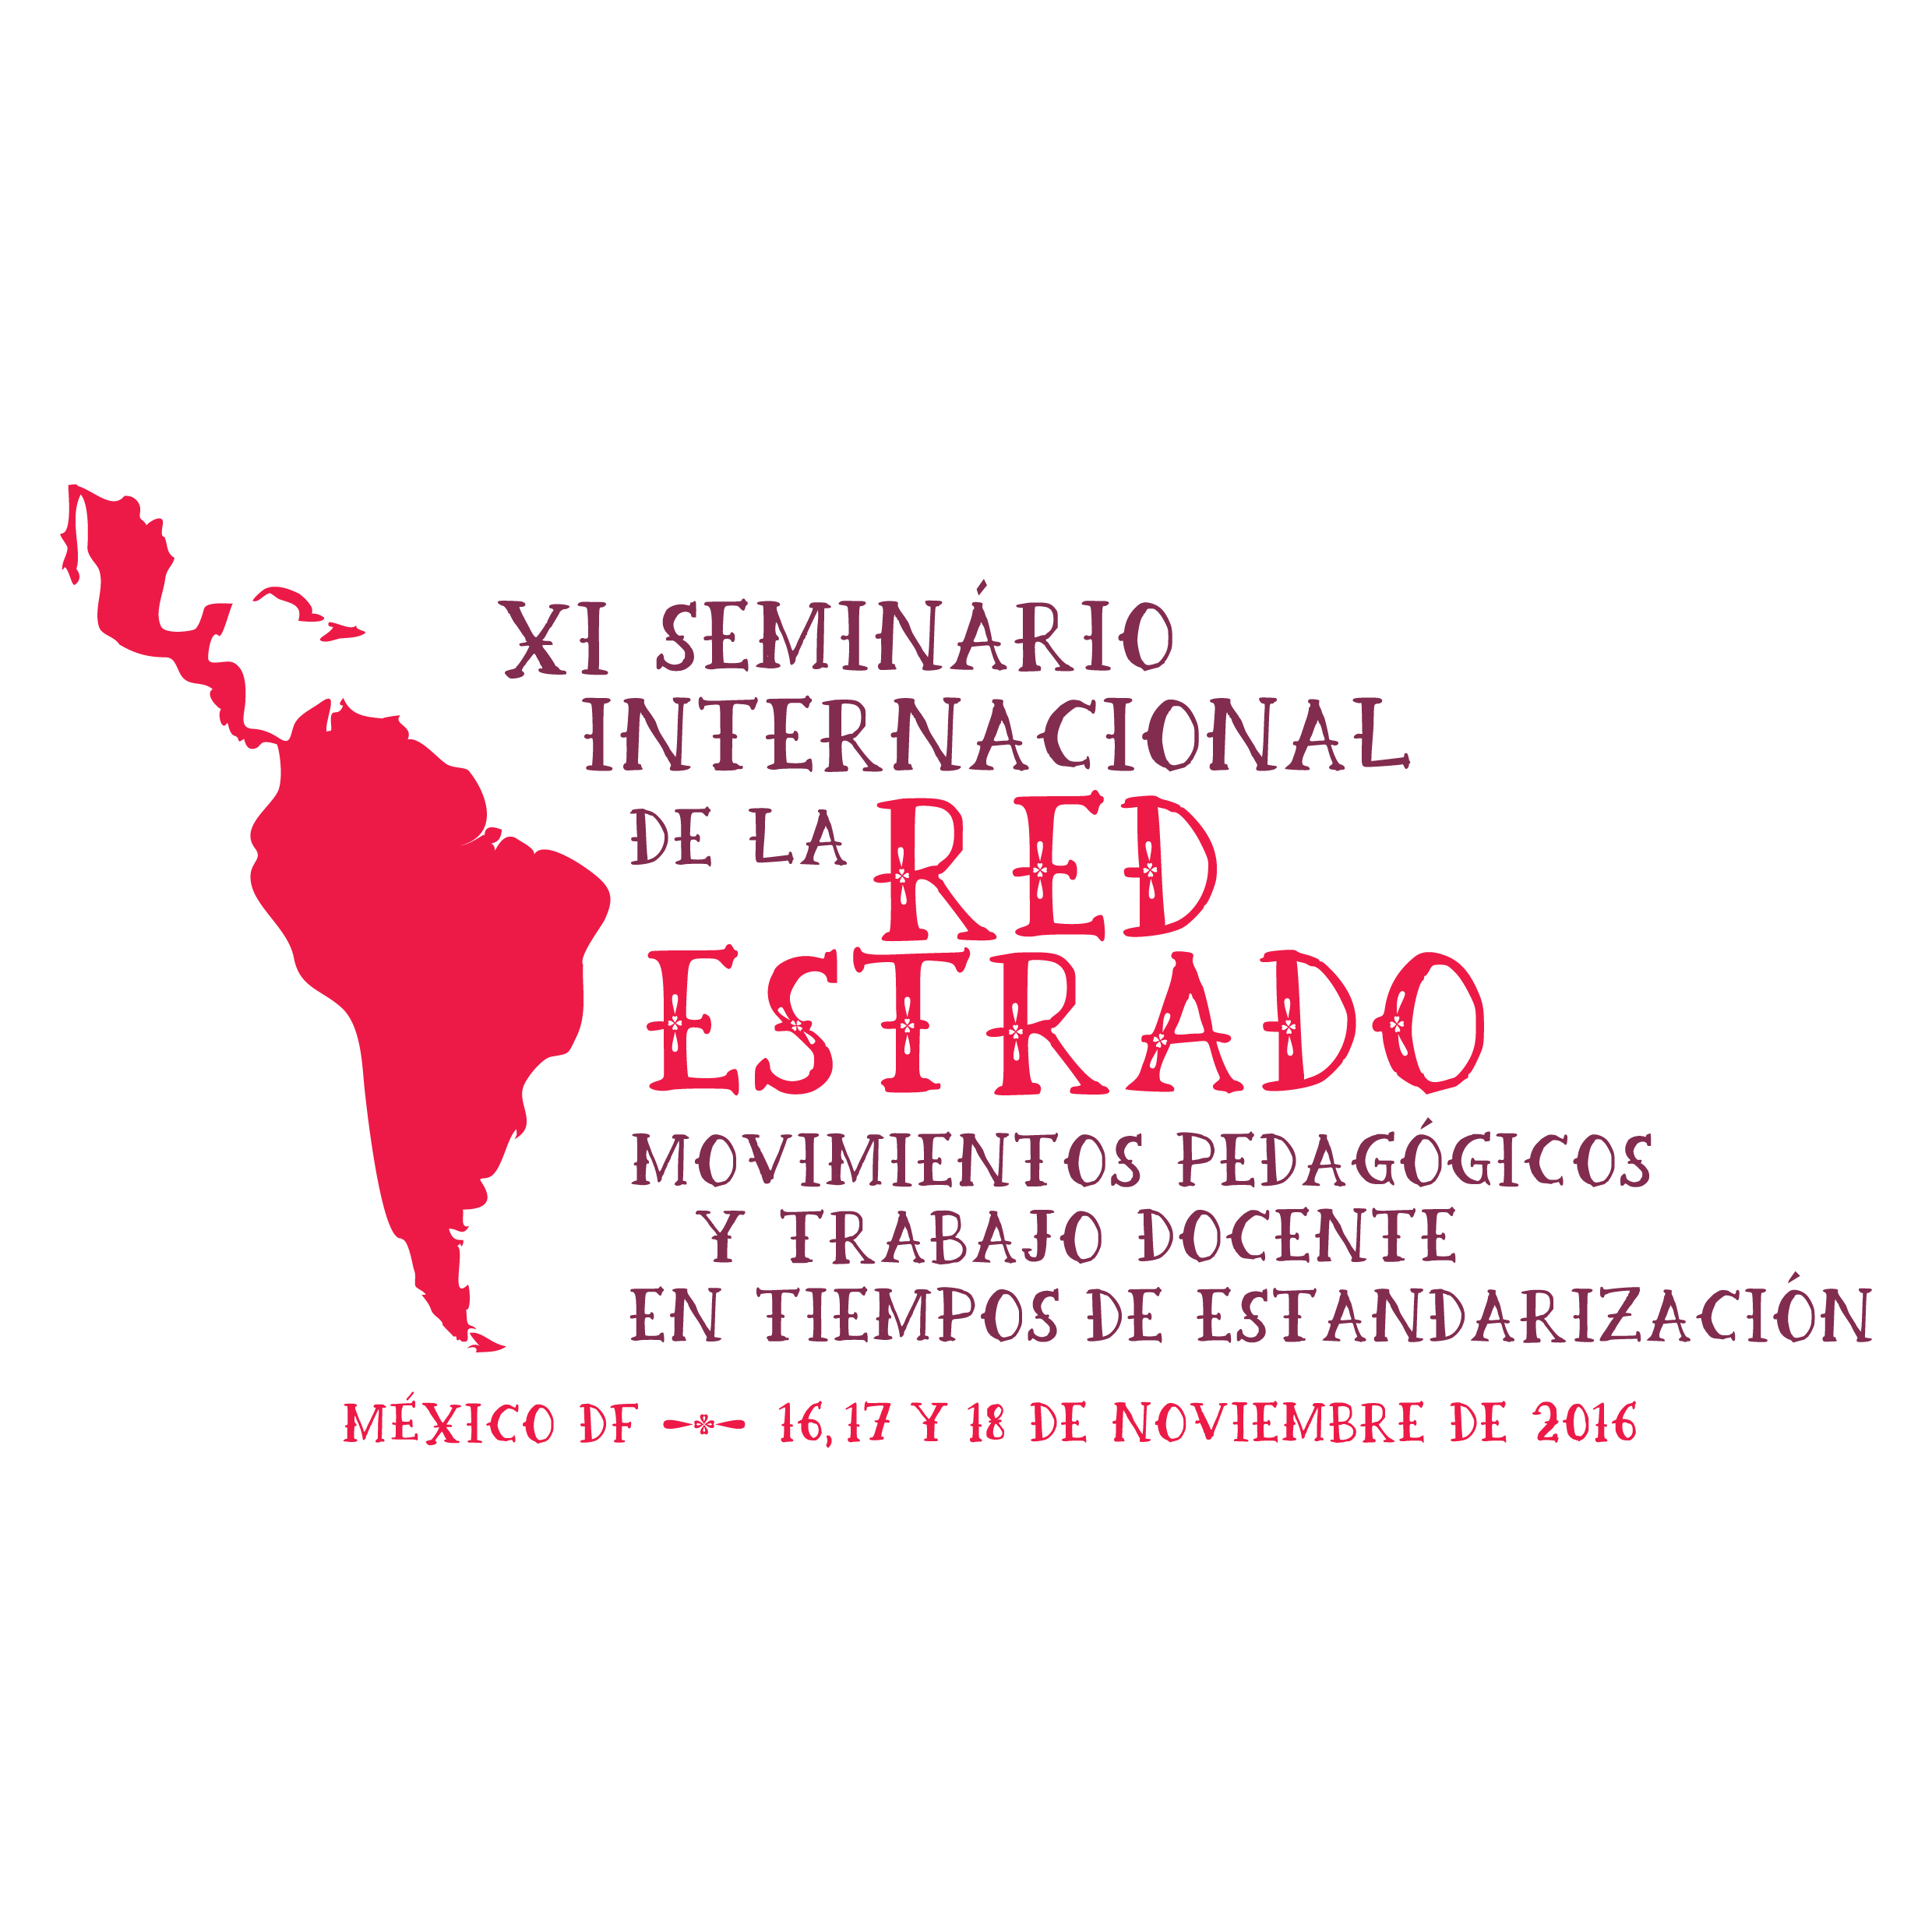 XI SEMINÁRIO
INTERNACIONAL
DE LA RED
ESTRADO
MOVIMIENTOS PEDAGÓGICOS
Y TRABAJO DOCENTE
EN TIEMPOS DE ESTANDARIZACIÓN
MÉXICO DF 16,17 Y 18 DE NOVIEMBRE DE 2016